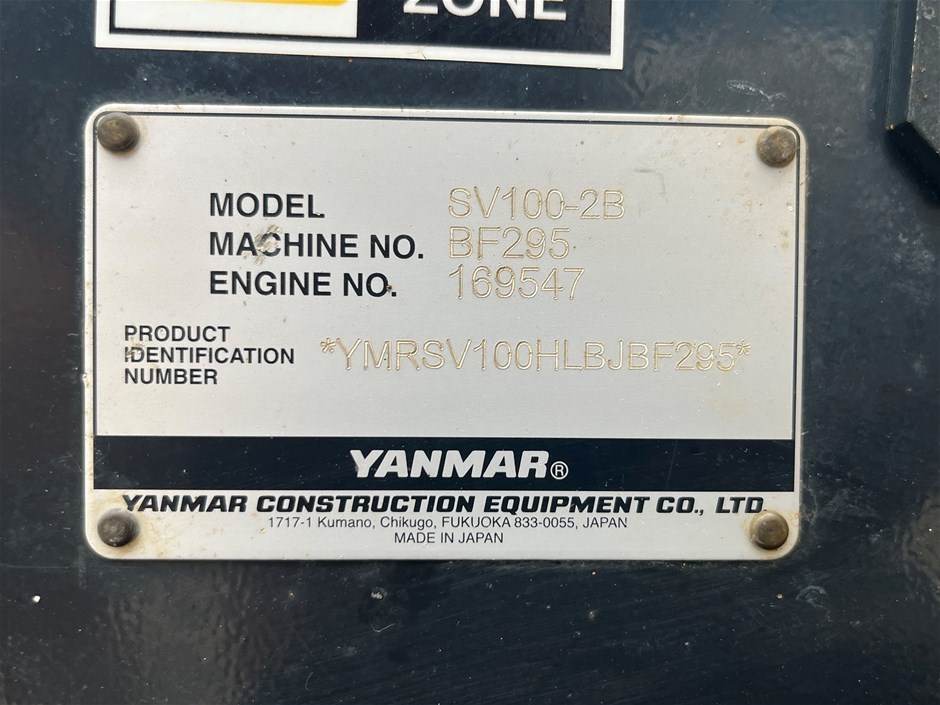 ZONE
MODEL SV100-2B
MACHINE NO. BF295
ENGINE NO. 169547
PRODUCT
IDENTIFICATION
NUMBER
*YMRSV100HLBJBF295*
YANMAR®
YANMAR CONSTRUCTION EQUIPMENT CO., LTD.
1717-1 Kumano, Chikugo, FUKUOKA 833-0055, JAPAN
MADE IN JAPAN